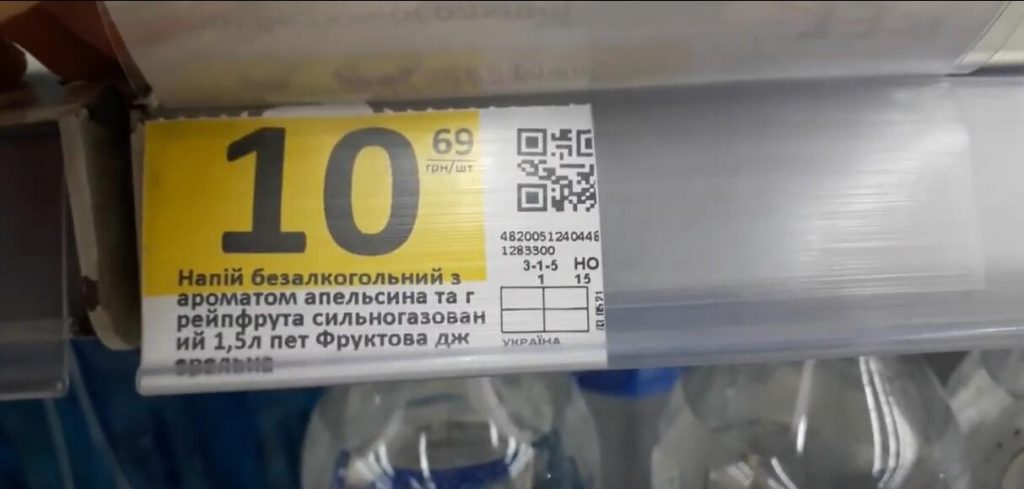 10 69
грн/шт
4820051240448
1283300
3-1-5 НО
1 15
Напій безалкогольний з
ароматом апельсина та г
рейпфрута сильногазован
ий 1,5л пет Фруктова дж
ерельна
УКРАЇНА